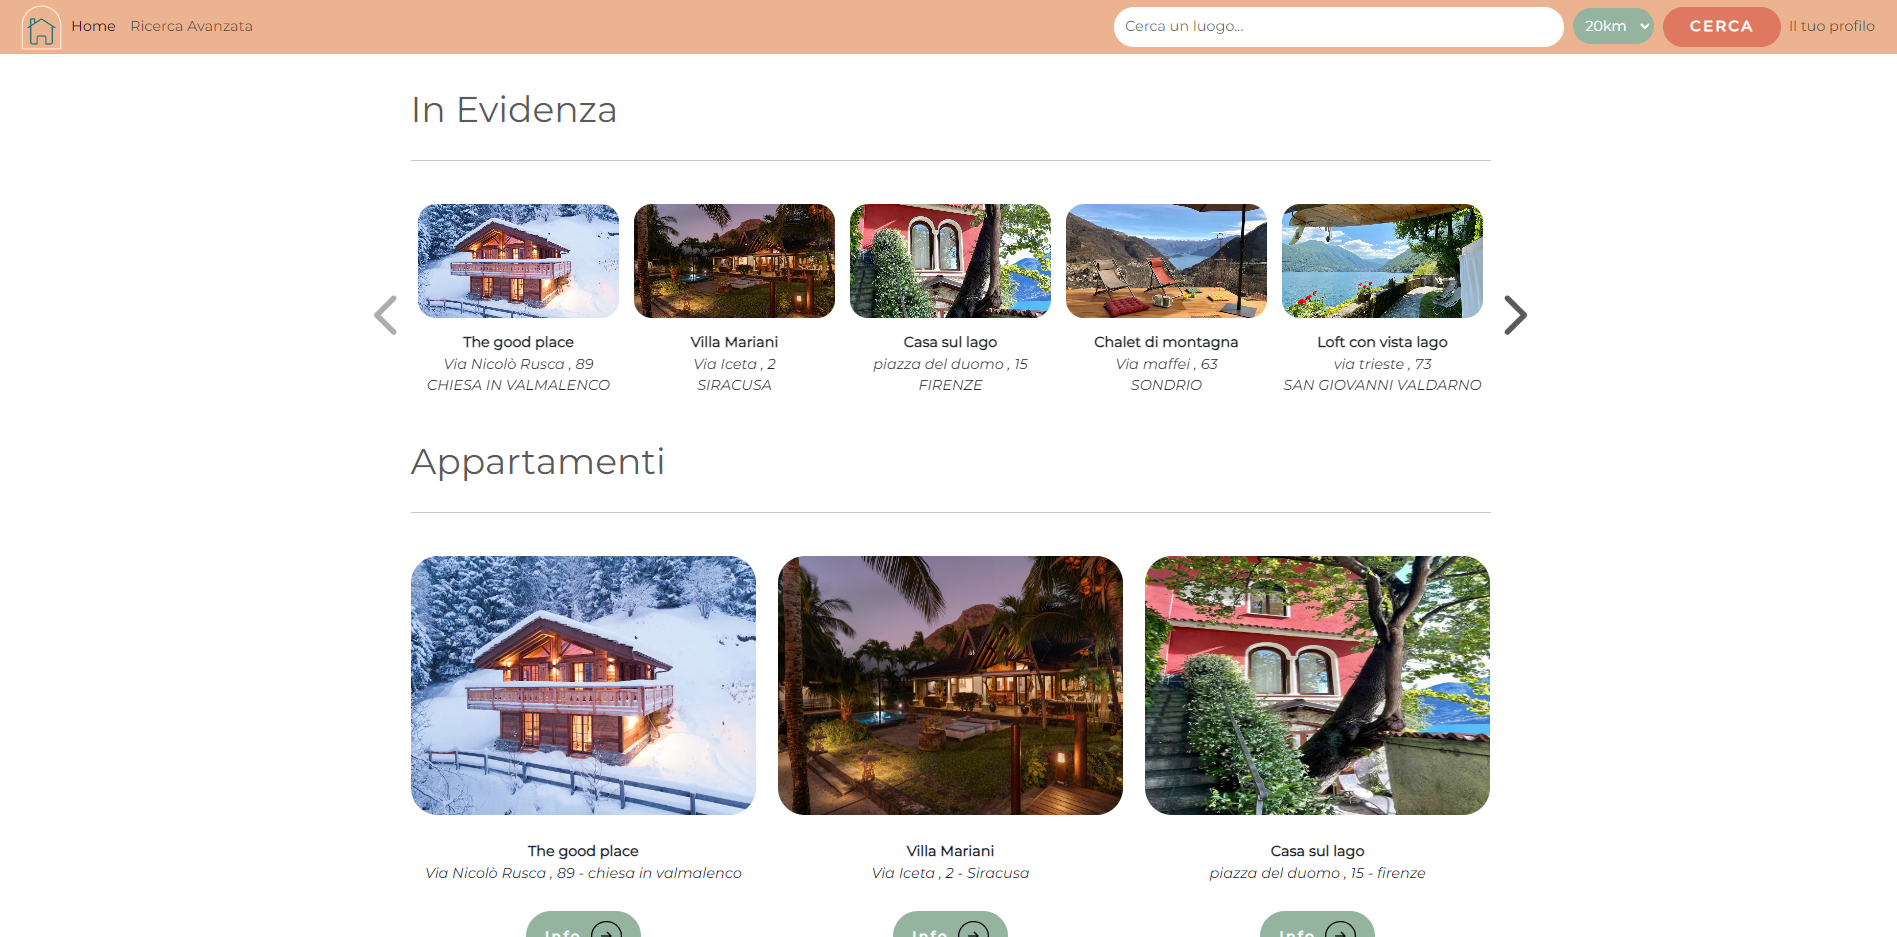 Home
Ricerca Avanzata
Cerca un luogo...
20km
CERCA
Il tuo profilo
In Evidenza
The good place
Via Nicolò Rusca , 89
CHIESA IN VALMALENCO
Villa Mariani
Via Iceta , 2
SIRACUSA
Casa sul lago
piazza del duomo , 15
FIRENZE
Chalet di montagna
Via maffei , 63
SONDRIO
Loft con vista lago
via trieste , 73
SAN GIOVANNI VALDARNO
Appartamenti
The good place
Via Nicolò Rusca , 89 - chiesa in valmalenco
Villa Mariani
Via Iceta , 2 - Siracusa
Casa sul lago
piazza del duomo , 15 - firenze
Info
Info
Info